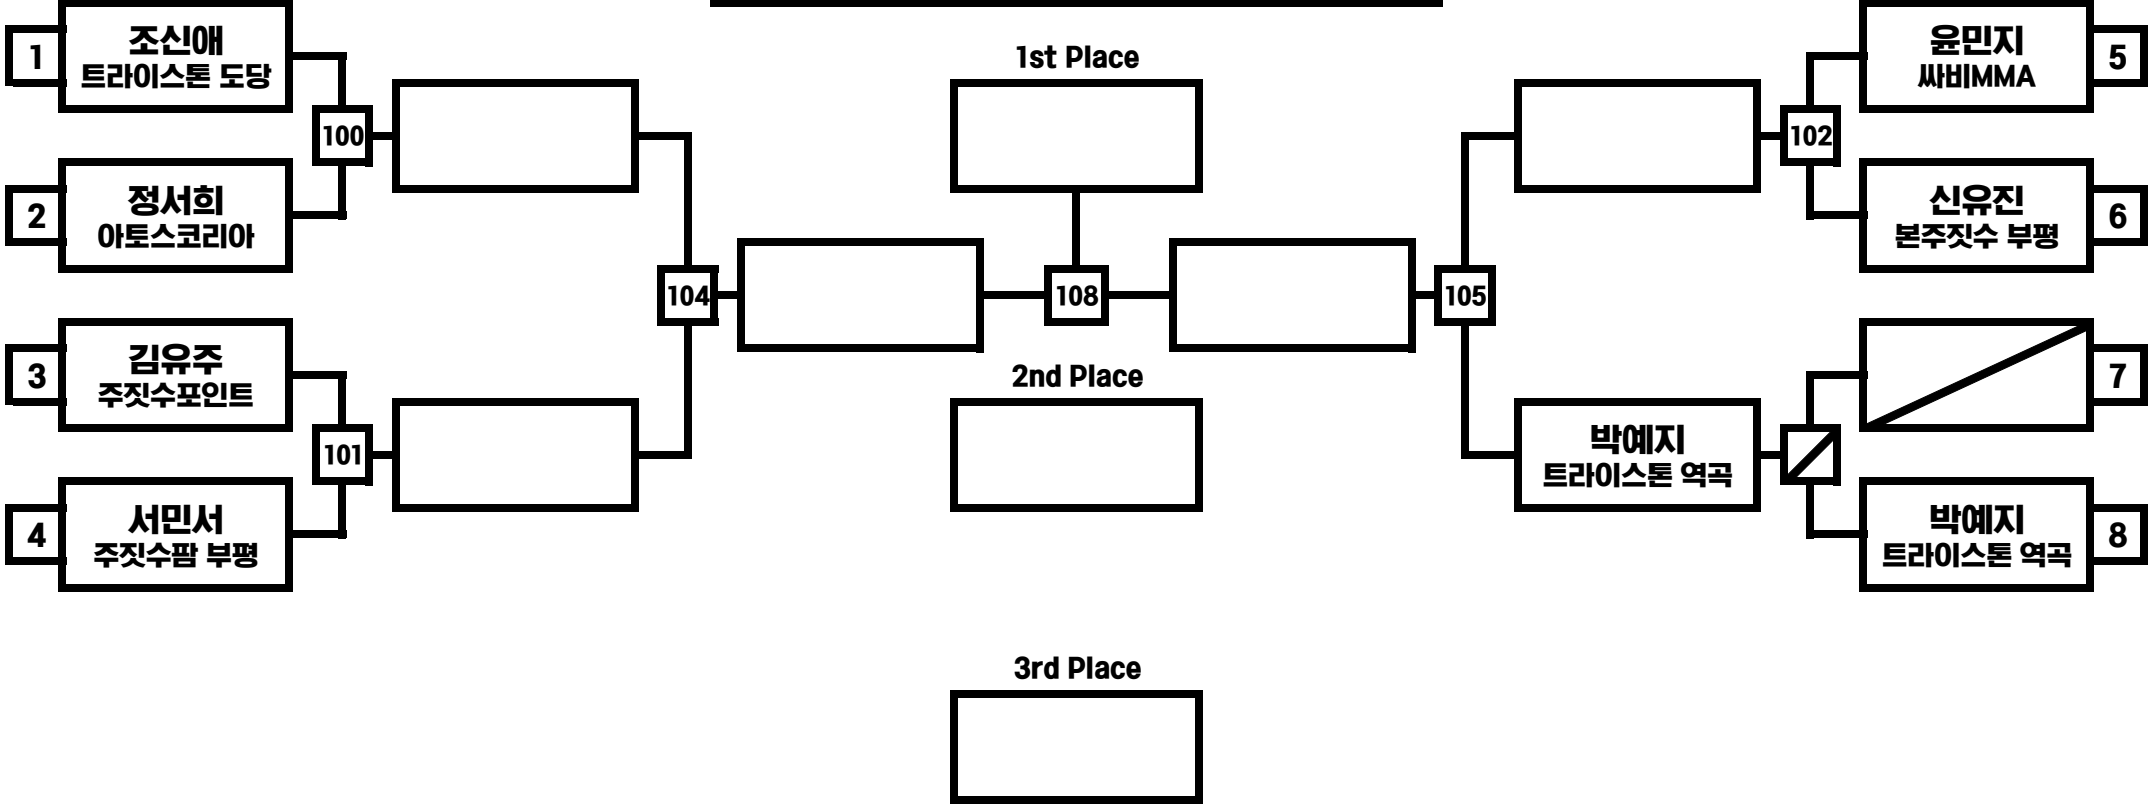 1
조신애
트라이스톤 도당
100
2
정서희
아토스코리아
3
김유주
주짓수포인트
101
4
서민서
주짓수팜 부평
104
1st Place
108
2nd Place
3rd Place
105
박예지
트라이스톤 역곡
102
윤민지
싸비MMA
5
신유진
본주짓수 부평
6
7
박예지
트라이스톤 역곡
8